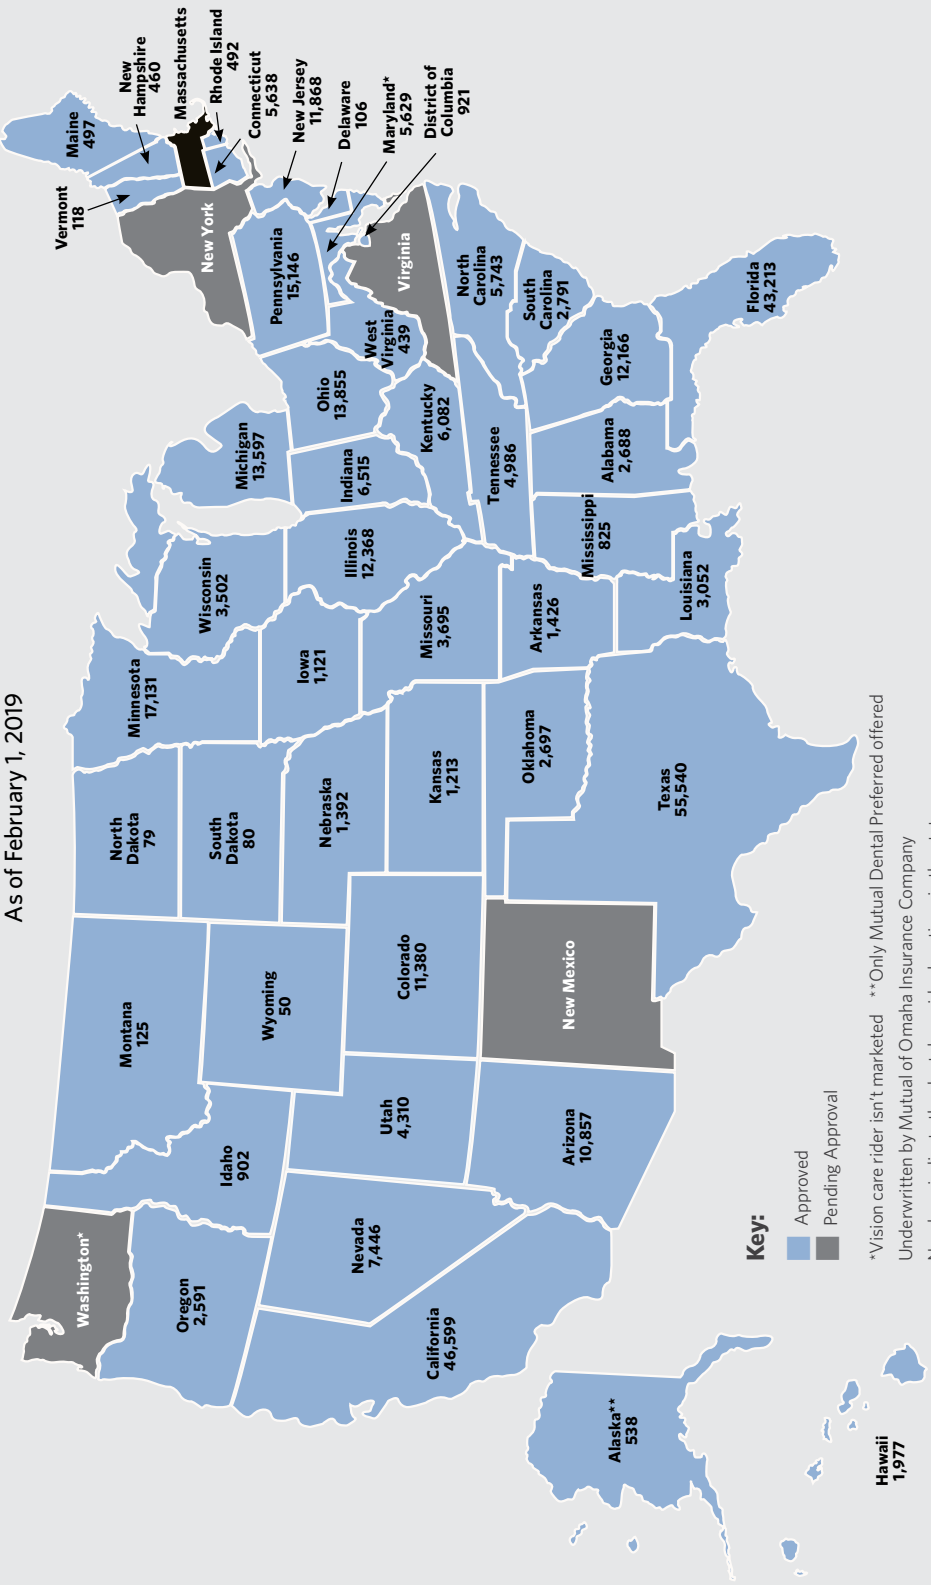 As of February 1, 2019
Washington*
Oregon
2,591
California
46,599
Nevada
7,446
Idaho
902
Montana
125
Wyoming
50
Utah
4,310
Arizona
10,857
Colorado
11,380
New Mexico
North
Dakota
79
South
Dakota
80
Nebraska
1,392
Kansas
1,213
Oklahoma
2,697
Texas
55,540
Minnesota
17,131
Iowa
1,121
Missouri
3,695
Arkansas
1,426
Louisiana
3,052
Wisconsin
3,502
Illinois
12,368
Mississippi
825
Michigan
13,597
Indiana
6,515
Ohio
13,855
Kentucky
6,082
Tennessee
4,986
Alabama
2,688
Georgia
12,166
Florida
43,213
South
Carolina
2,791
North
Carolina
5,743
Virginia
West
Virginia
439
Pennsylvania
15,146
New York
Vermont
118
Maine
497
New
Hampshire
460
Massachusetts
Rhode Island
492
Connecticut
5,638
New Jersey
11,868
Delaware
106
Maryland*
5,629
District of
Columbia
921
Alaska**
538
Hawaii
1,977
Key:
Approved
Pending Approval
*Vision care rider isn't marketed **Only Mutual Dental Preferred offered
Underwritten by Mutual of Omaha Insurance Company